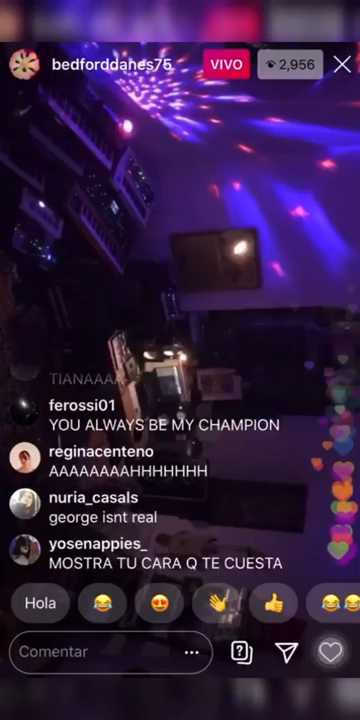 bedforddanes75 VIVO 2,956
TIANAAAA
ferossi01
YOU ALWAYS BE MY CHAMPION
reginacenteno
AAAAAAAAHHHHHHH
nuria_casals
george isnt real
yosenappies_
MOSTRA TU CARA Q TE CUESTA
Hola
Comentar